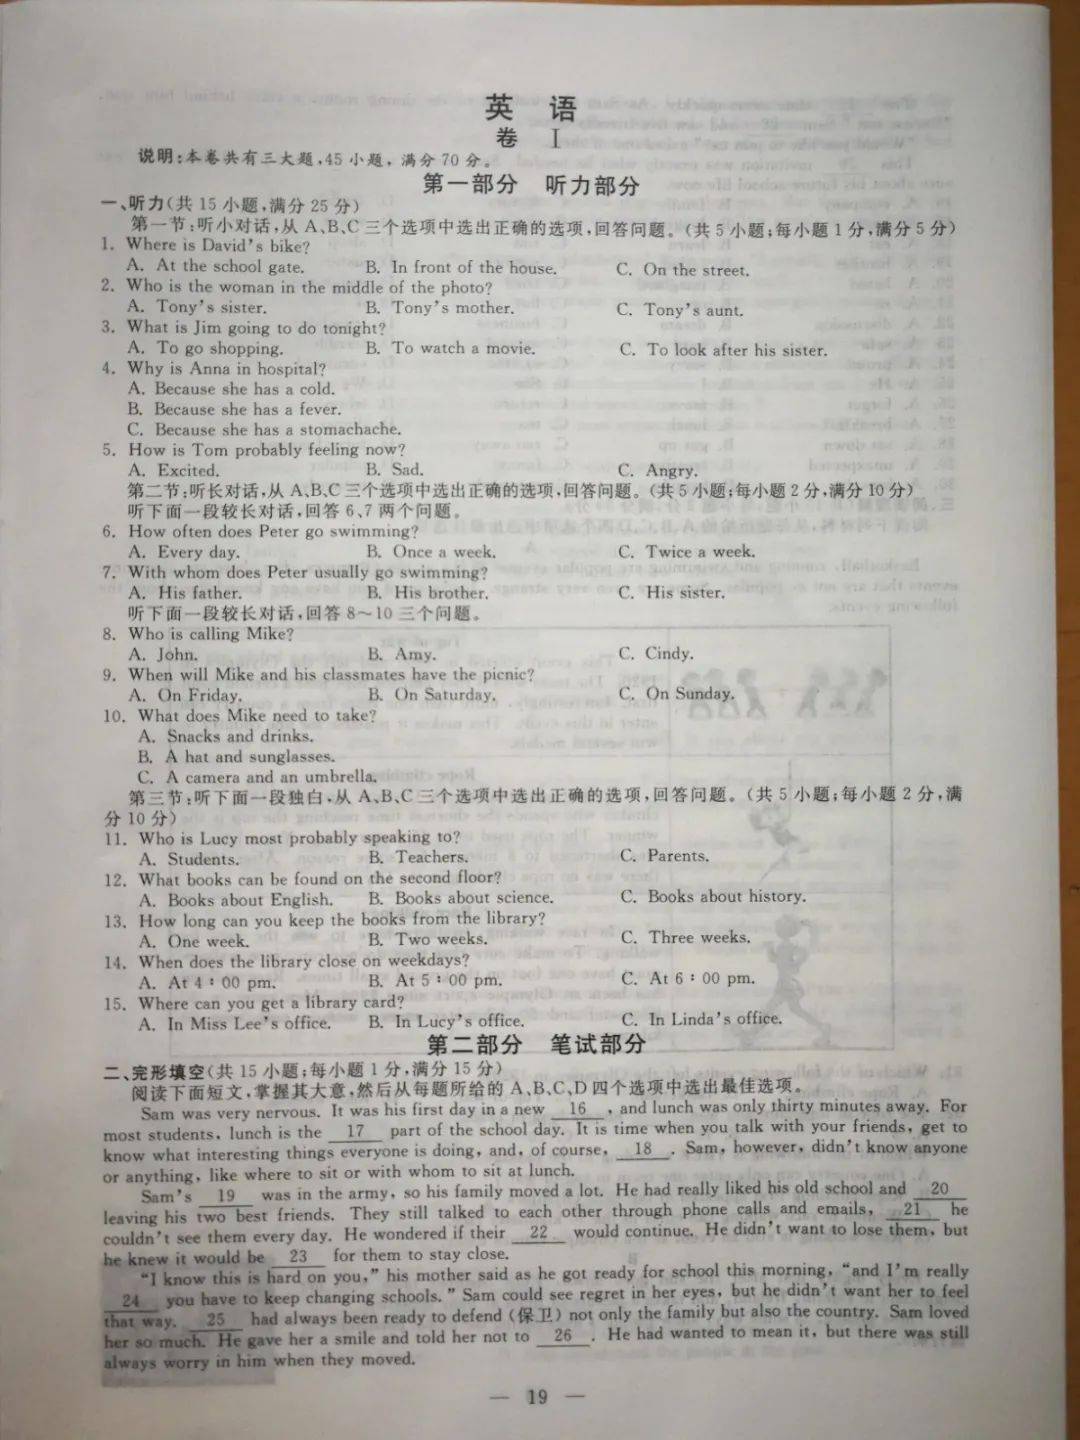 英 语
卷 I
说明:本卷共有三大题,45 小题,满分 70 分。
第一部分 听力部分
一、听力(共 15 小题,满分 25 分)
第一节:听小对话,从 A、B、C 三个选项中选出正确的选项,回答问题。(共 5 小题;每小题 1 分,满分 5 分)
1. Where is David's bike?
A. At the school gate. B. In front of the house. C. On the street.
2. Who is the woman in the middle of the photo?
A. Tony's sister. B. Tony's mother. C. Tony's aunt.
3. What is Jim going to do tonight?
A. To go shopping. B. To watch a movie. C. To look after his sister.
4. Why is Anna in hospital?
A. Because she has a cold.
B. Because she has a fever.
C. Because she has a stomachache.
5. How is Tom probably feeling now?
A. Excited. B. Sad. C. Angry.
第二节:听长对话,从 A、B、C 三个选项中选出正确的选项,回答问题。(共 5 小题;每小题 2 分,满分 10 分)
听下面一段较长对话,回答 6、7 两个问题。
6. How often does Peter go swimming?
A. Every day. B. Once a week. C. Twice a week.
7. With whom does Peter usually go swimming?
A. His father. B. His brother. C. His sister.
听下面一段较长对话,回答 8～10 三个问题。
8. Who is calling Mike?
A. John. B. Amy. C. Cindy.
9. When will Mike and his classmates have the picnic?
A. On Friday. B. On Saturday. C. On Sunday.
10. What does Mike need to take?
A. Snacks and drinks.
B. A hat and sunglasses.
C. A camera and an umbrella.
第三节:听下面一段独白,从 A、B、C 三个选项中选出正确的选项,回答问题。(共 5 小题;每小题 2 分,满
分 10 分)
11. Who is Lucy most probably speaking to?
A. Students. B. Teachers. C. Parents.
12. What books can be found on the second floor?
A. Books about English. B. Books about science. C. Books about history.
13. How long can you keep the books from the library?
A. One week. B. Two weeks. C. Three weeks.
14. When does the library close on weekdays?
A. At 4:00 pm. B. At 5:00 pm. C. At 6:00 pm.
15. Where can you get a library card?
A. In Miss Lee's office. B. In Lucy's office. C. In Linda's office.
第二部分 笔试部分
二、完形填空(共 15 小题;每小题 1 分,满分 15 分)
阅读下面短文,掌握其大意,然后从每题所给的 A、B、C、D 四个选项中选出最佳选项。
Sam was very nervous. It was his first day in a new 16 , and lunch was only thirty minutes away. For
most students, lunch is the 17 part of the school day. It is time when you talk with your friends, get to
know what interesting things everyone is doing, and, of course, 18 . Sam, however, didn't know anyone
or anything, like where to sit or with whom to sit at lunch.
Sam's 19 was in the army, so his family moved a lot. He had really liked his old school and 20
leaving his two best friends. They still talked to each other through phone calls and emails, 21 he
couldn't see them every day. He wondered if their 22 would continue. He didn't want to lose them, but
he knew it would be 23 for them to stay close.
"I know this is hard on you," his mother said as he got ready for school this morning, "and I'm really
24 you have to keep changing schools." Sam could see regret in her eyes, but he didn't want her to feel
that way. 25 had always been ready to defend (保卫) not only the family but also the country. Sam loved
her so much. He gave her a smile and told her not to 26 . He had wanted to mean it, but there was still
always worry in him when they moved.
— 19 —